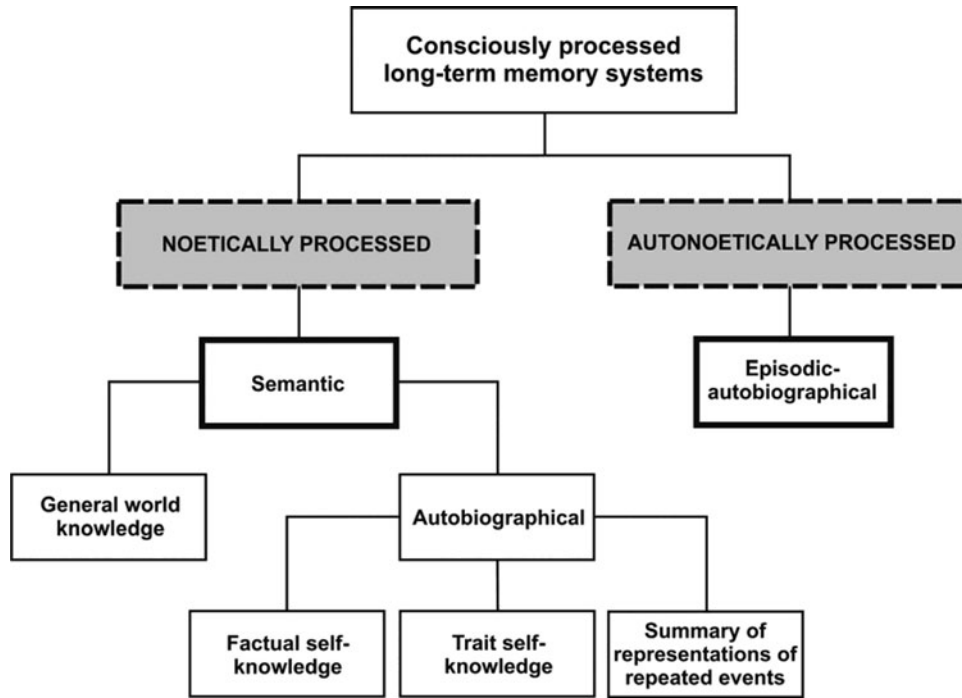 Consciously processed
long-term memory systems
NOETICALLY PROCESSED
AUTONOETICALLY PROCESSED
Semantic
Episodic-
autobiographical
General world
knowledge
Autobiographical
Factual self-
knowledge
Trait self-
knowledge
Summary of
representations of
repeated events